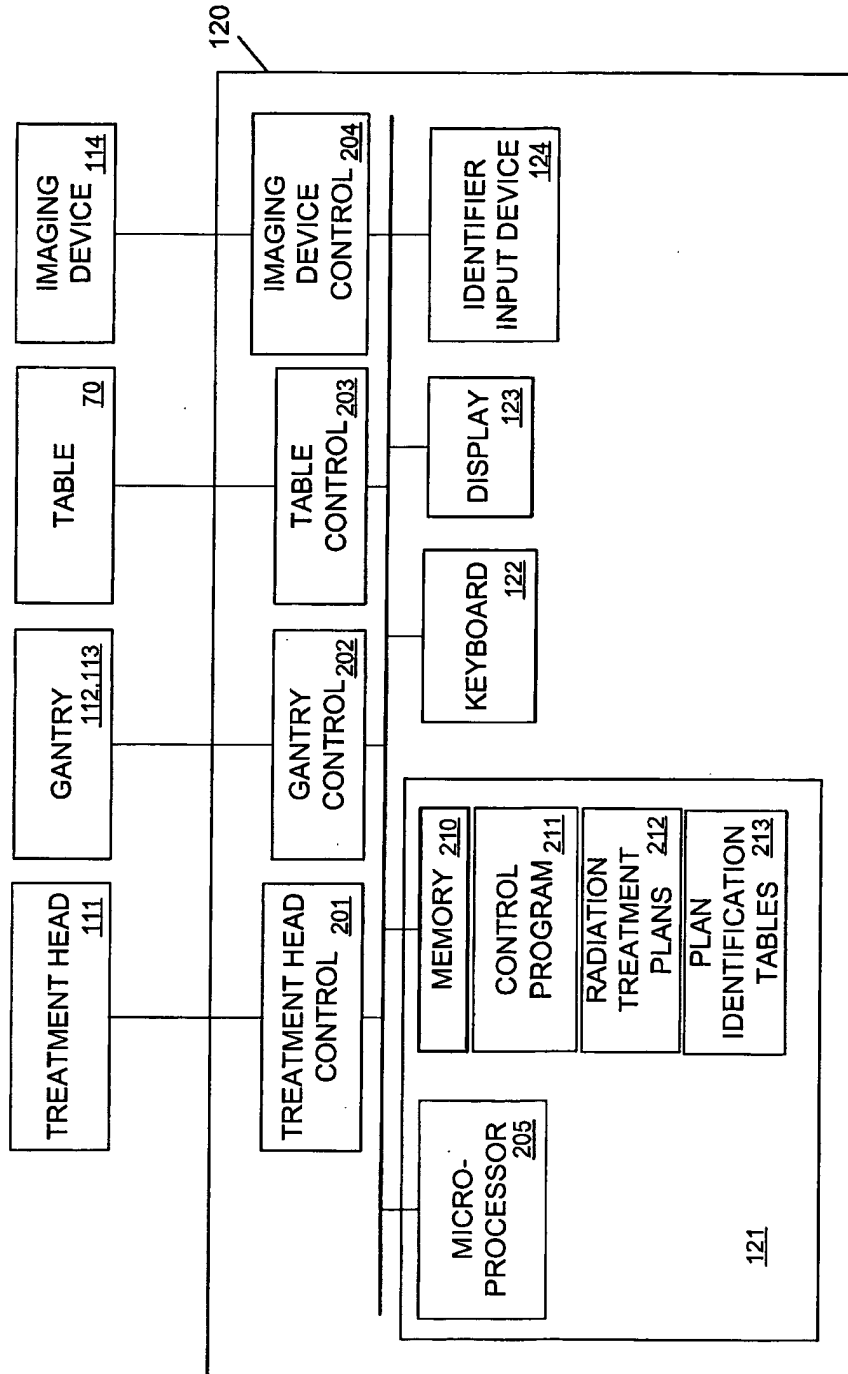 120
TREATMENT HEAD
111
GANTRY
112,113
TABLE
70
IMAGING
DEVICE
114
TREATMENT HEAD
CONTROL
201
GANTRY
CONTROL
202
TABLE
CONTROL
203
IMAGING
DEVICE
CONTROL
204
MICRO-
PROCESSOR
205
MEMORY
210
CONTROL
PROGRAM
211
RADIATION
TREATMENT
PLANS
212
PLAN
IDENTIFICATION
TABLES
213
121
KEYBOARD
122
DISPLAY
123
IDENTIFIER
INPUT DEVICE
124